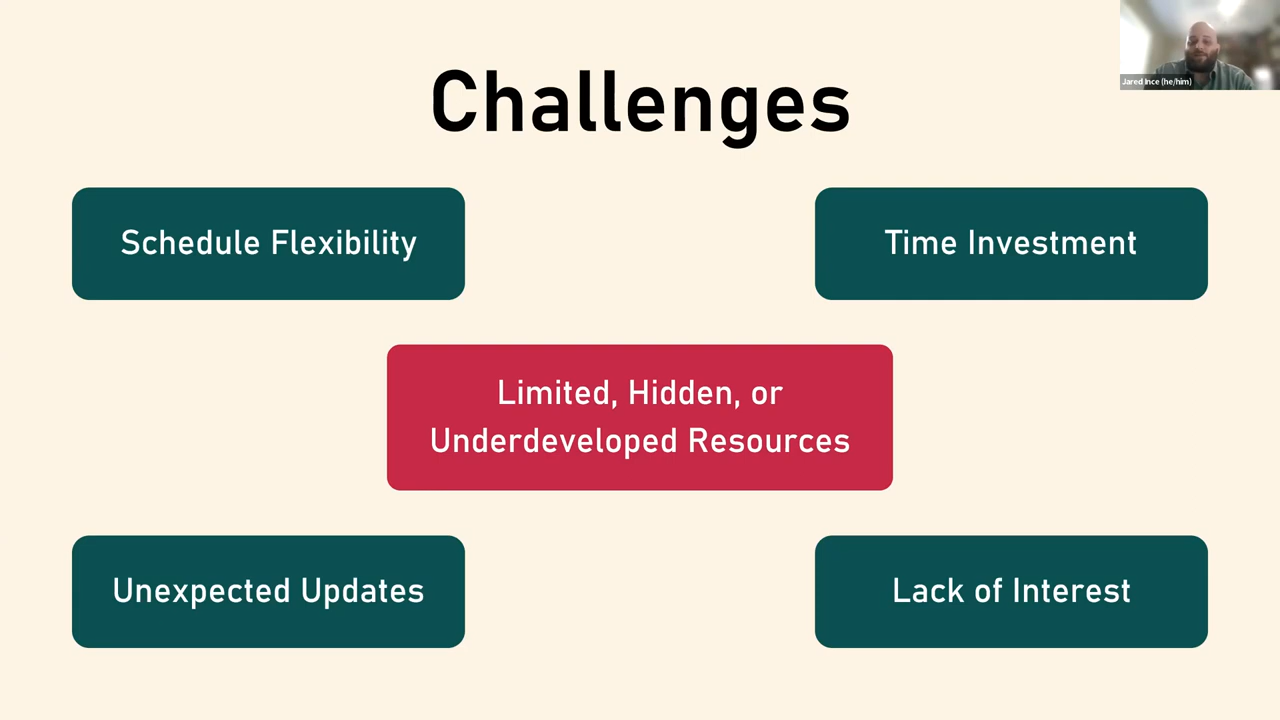 Challenges
Jared Ince (he/him)
Schedule Flexibility
Time Investment
Limited, Hidden, or
Underdeveloped Resources
Unexpected Updates
Lack of Interest